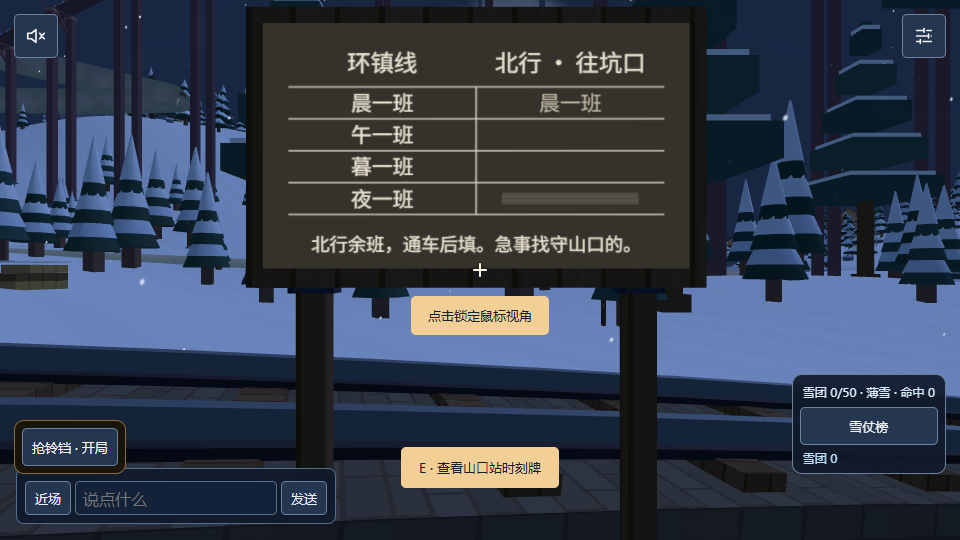 环镇线 北行 · 往坑口
晨一班 晨一班
午一班
暮一班
夜一班
北行余班，通车后填。急事找守山口的。
点击锁定鼠标视角
雪团 0/50 · 薄雪 · 命中 0
雪仗榜
雪团 0
抢铃铛 · 开局
E · 查看山口站时刻牌
近场 说点什么 发送